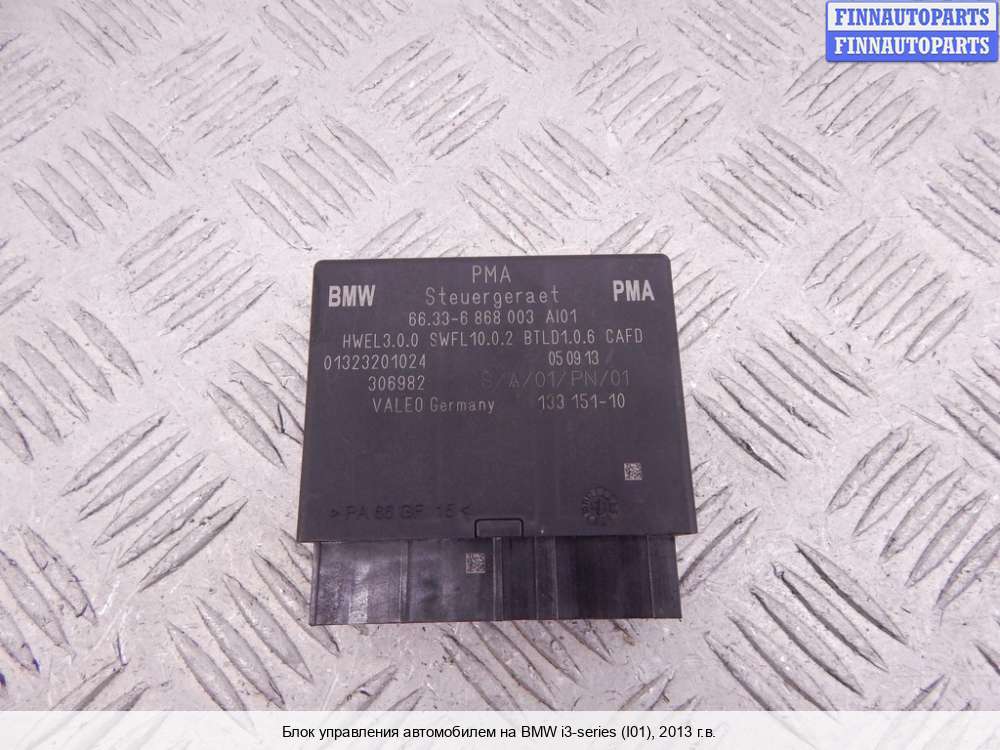 FINNAUTOPARTS
FINNAUTOPARTS
PMA
BMW Steuergeraet PMA
66.33-6 868 003 AI01
HWEL3.0.0 SWFL10.0.2 BTLD1.0.6 CAFD
01323201024 05 09 13
306982 S/A/01/PN/01
VALEO Germany 133 151-10
> PA 66 GF 15 <
Блок управления автомобилем на BMW i3-series (I01), 2013 г.в.